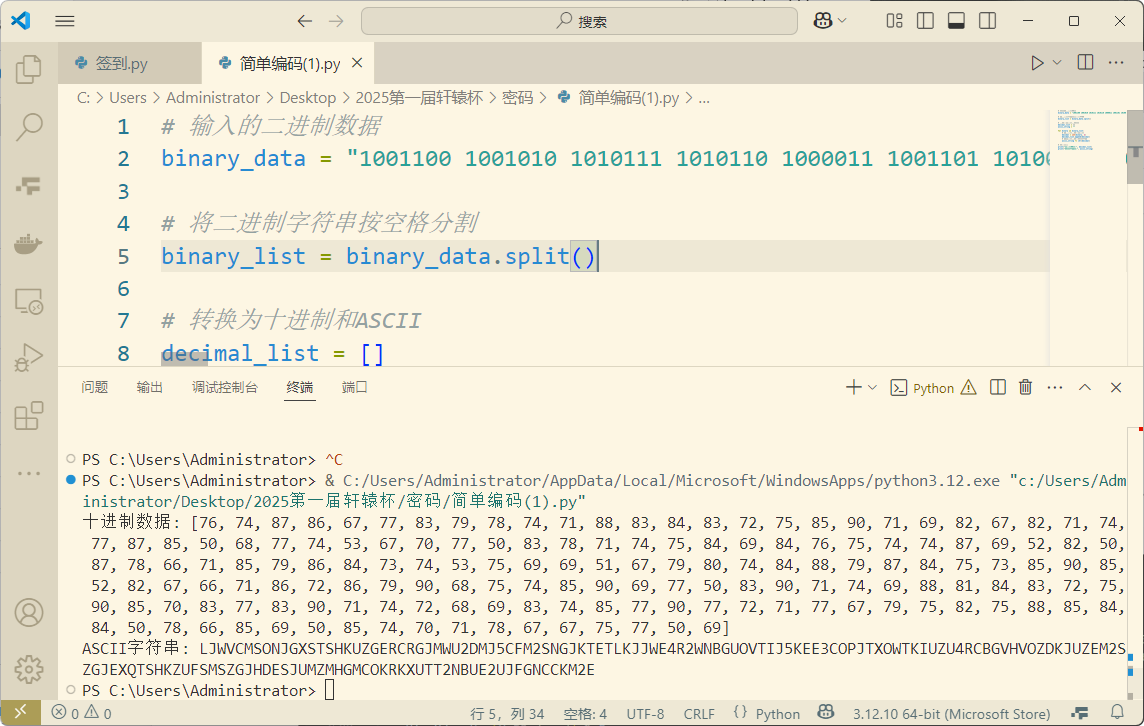 搜索
签到.py
简单编码(1).py
C: > Users > Administrator > Desktop > 2025第一届轩辕杯 > 密码 > 简单编码(1).py > ...
1 # 输入的二进制数据
2 binary_data = "1001100 1001010 1010111 1010110 1000011 1001101 10100
3
4 # 将二进制字符串按空格分割
5 binary_list = binary_data.split()
6
7 # 转换为十进制和ASCII
8 decimal_list = []
问题 输出 调试控制台 终端 端口
Python
PS C:\Users\Administrator> ^C
PS C:\Users\Administrator> & C:/Users/Administrator/AppData/Local/Microsoft/WindowsApps/python3.12.exe "c:/Users/Adm
inistrator/Desktop/2025第一届轩辕杯/密码/简单编码(1).py"
十进制数据: [76, 74, 87, 86, 67, 77, 83, 79, 78, 74, 71, 88, 83, 84, 83, 72, 75, 85, 90, 71, 69, 82, 67, 82, 71, 74,
77, 87, 85, 50, 68, 77, 74, 53, 67, 70, 77, 50, 83, 78, 71, 74, 75, 84, 69, 84, 76, 75, 74, 74, 87, 69, 52, 82, 50,
87, 78, 66, 71, 85, 79, 86, 84, 73, 74, 53, 75, 69, 69, 51, 67, 79, 80, 74, 84, 88, 79, 87, 84, 75, 73, 85, 90, 85,
52, 82, 67, 66, 71, 86, 72, 86, 79, 90, 68, 75, 74, 85, 90, 69, 77, 50, 83, 90, 71, 74, 69, 88, 81, 84, 83, 72, 75,
90, 85, 70, 83, 77, 83, 90, 71, 74, 72, 68, 69, 83, 74, 85, 77, 90, 77, 72, 71, 77, 67, 79, 75, 82, 75, 88, 85, 84,
84, 50, 78, 66, 85, 69, 50, 85, 74, 70, 71, 78, 67, 67, 75, 77, 50, 69]
ASCII字符串: LJWVCMSONJGXSTSHKUZGERCRGJMWU2DMJ5CFM2SNGJKTETLKJJWE4R2WNBGUOVTIJ5KEE3COPJTXOWTKIUZU4RCBGVHVOZDKJUZEM2S
ZGJEXQTSHKZUFSMSZGJHDESJUMZMHGMCOKRKXUTT2NBUE2UJFGNCCKM2E
PS C:\Users\Administrator>
0 0 行 5，列 34 空格: 4 UTF-8 CRLF {} Python 3.12.10 64-bit (Microsoft Store)